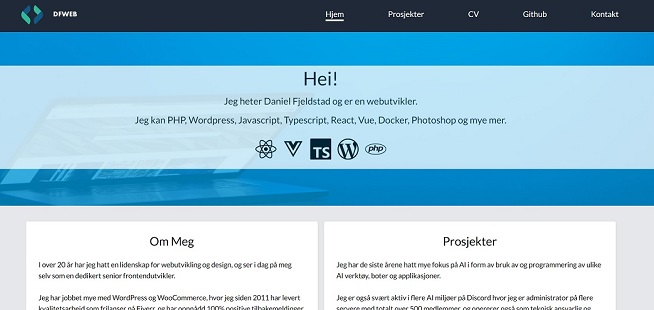 DFWEB
Hjem Prosjekter CV Github Kontakt
Hei!
Jeg heter Daniel Fjeldstad og er en webutvikler.
Jeg kan PHP, Wordpress, Javascript, Typescript, React, Vue, Docker, Photoshop og mye mer.
TS php
Om Meg
I over 20 år har jeg hatt en lidenskap for webutvikling og design, og ser i dag på meg
selv som en dedikert senior frontendutvikler.
Jeg har jobbet mye med WordPress og WooCommerce, hvor jeg siden 2011 har levert
kvalitetsarbeid som frilanser på Fiverr, og har oppnådd 100% positive tilbakemeldinger
Prosjekter
Jeg har de siste årene hatt mye fokus på AI i form av bruk av og programmering av ulike
AI verktøy, boter og applikasjoner.
Jeg er også svært aktiv i flere AI miljøer på Discord hvor jeg er administrator på flere
servere med totalt over 500 medlemmer, og opererer også som teknisk ansvarlig og